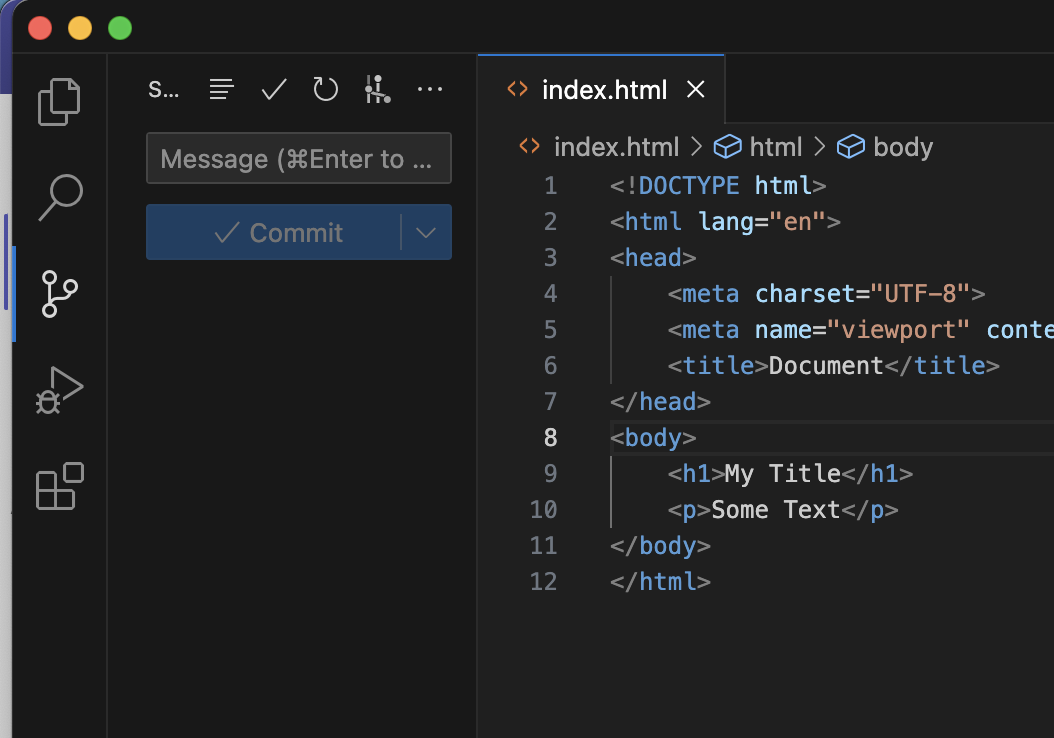 S...
Message (⌘Enter to ...
Commit
index.html
index.html > html > body
1 <!DOCTYPE html>
2 <html lang="en">
3 <head>
4 <meta charset="UTF-8">
5 <meta name="viewport" conte
6 <title>Document</title>
7 </head>
8 <body>
9 <h1>My Title</h1>
10 <p>Some Text</p>
11 </body>
12 </html>